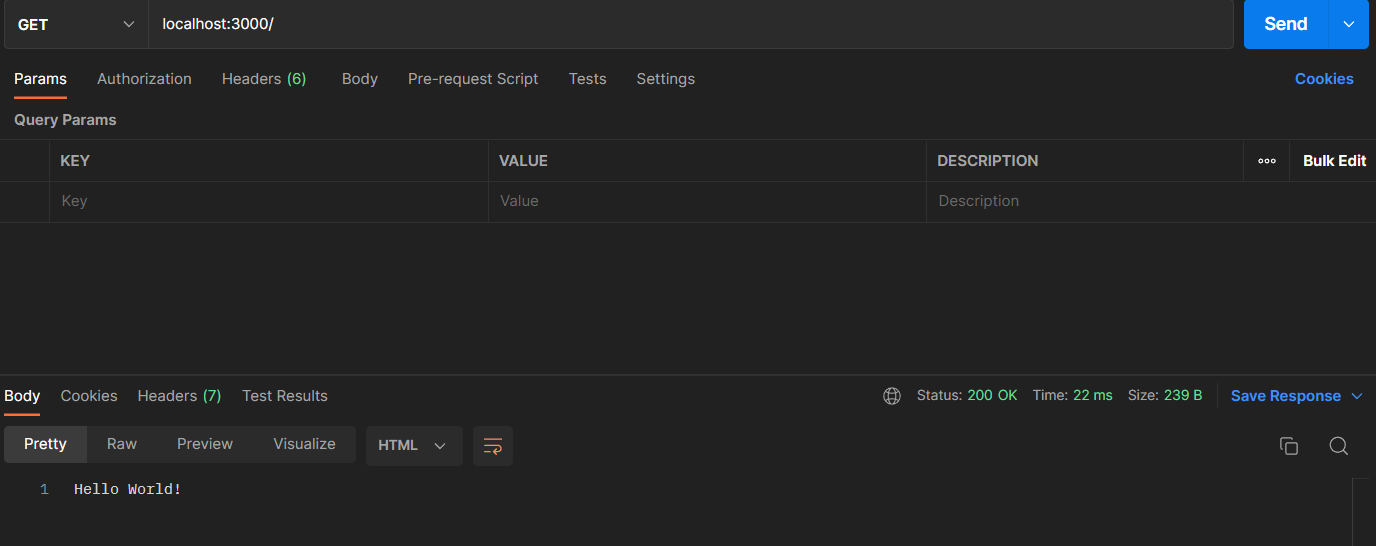 GET localhost:3000/ Send
Params Authorization Headers (6) Body Pre-request Script Tests Settings Cookies
Query Params
KEY VALUE DESCRIPTION ooo Bulk Edit
Key Value Description
Body Cookies Headers (7) Test Results Status: 200 OK Time: 22 ms Size: 239 B Save Response
Pretty Raw Preview Visualize HTML
1 Hello World!